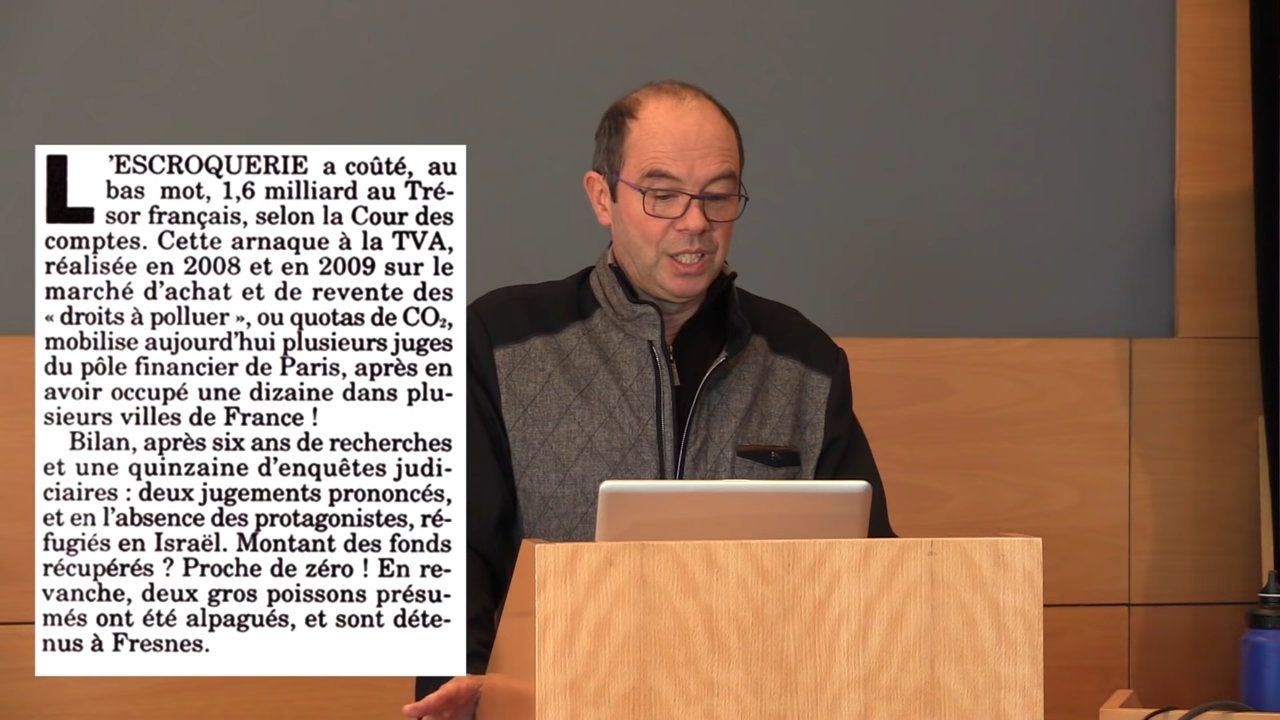 L'ESCROQUERIE a coûté, au
bas mot, 1,6 milliard au Tré-
sor français, selon la Cour des
comptes. Cette arnaque à la TVA,
réalisée en 2008 et en 2009 sur le
marché d'achat et de revente des
« droits à polluer », ou quotas de CO₂,
mobilise aujourd'hui plusieurs juges
du pôle financier de Paris, après en
avoir occupé une dizaine dans plu-
sieurs villes de France !
Bilan, après six ans de recherches
et une quinzaine d'enquêtes judi-
ciaires : deux jugements prononcés,
et en l'absence des protagonistes, ré-
fugiés en Israël. Montant des fonds
récupérés ? Proche de zéro ! En re-
vanche, deux gros poissons présu-
més ont été alpagués, et sont déte-
nus à Fresnes.